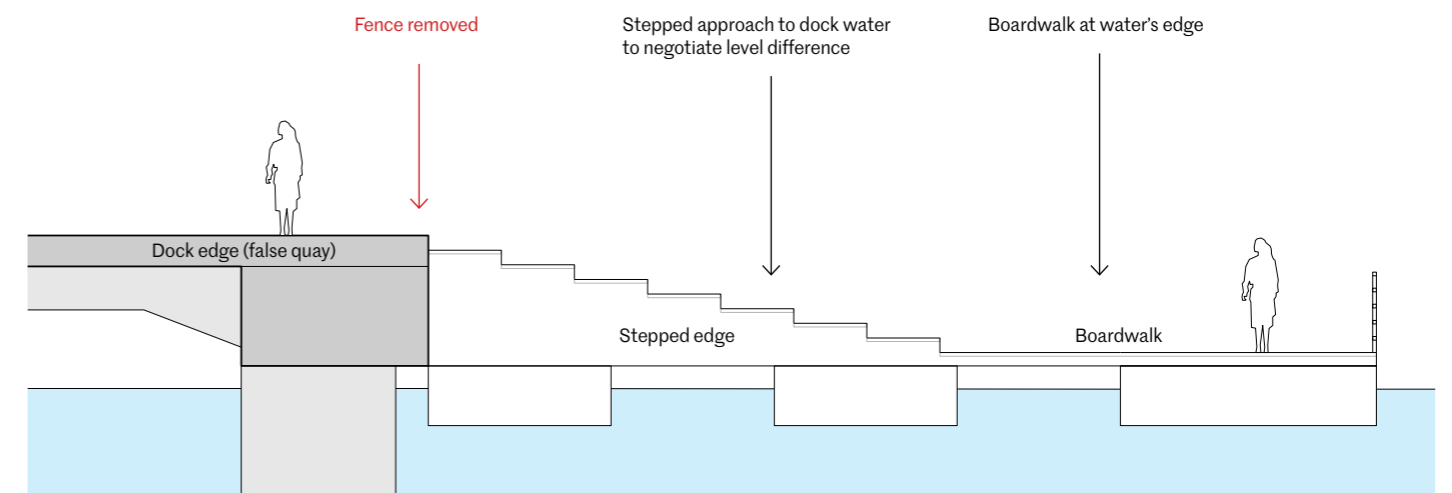 Fence removed
Stepped approach to dock water
to negotiate level difference
Boardwalk at water’s edge
Dock edge (false quay)
Stepped edge
Boardwalk